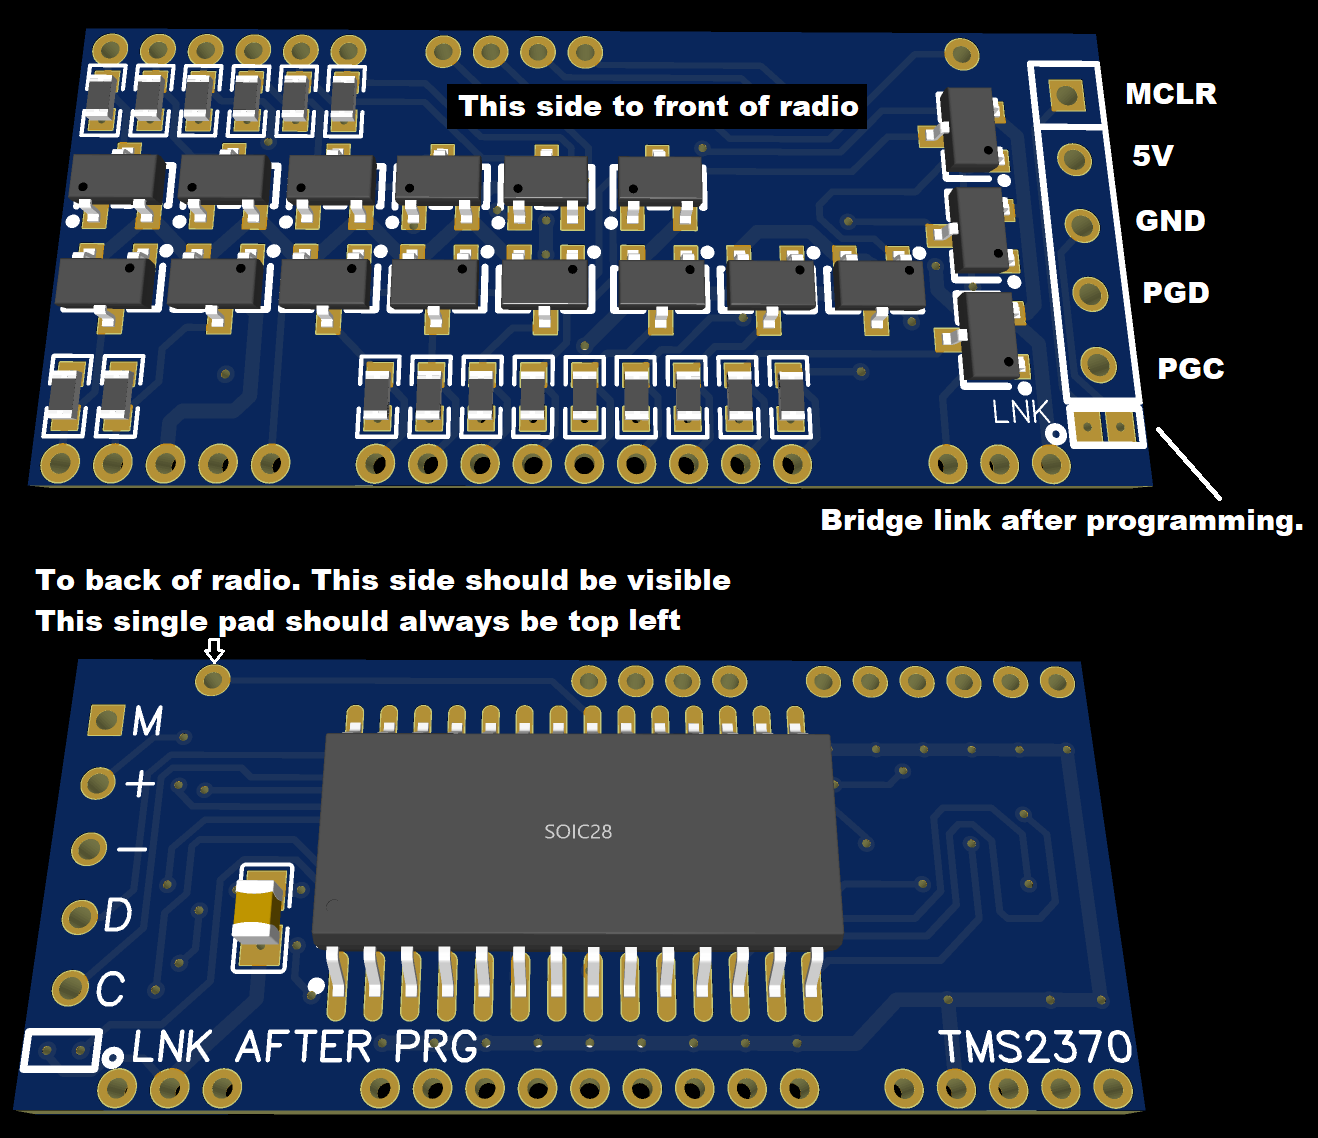 This side to front of radio
MCLR
5V
GND
PGD
PGC
LNK
Bridge link after programming.
To back of radio. This side should be visible
This single pad should always be top left
M
+
SOIC28
–
D
C
LNK AFTER PRG
TMS2370